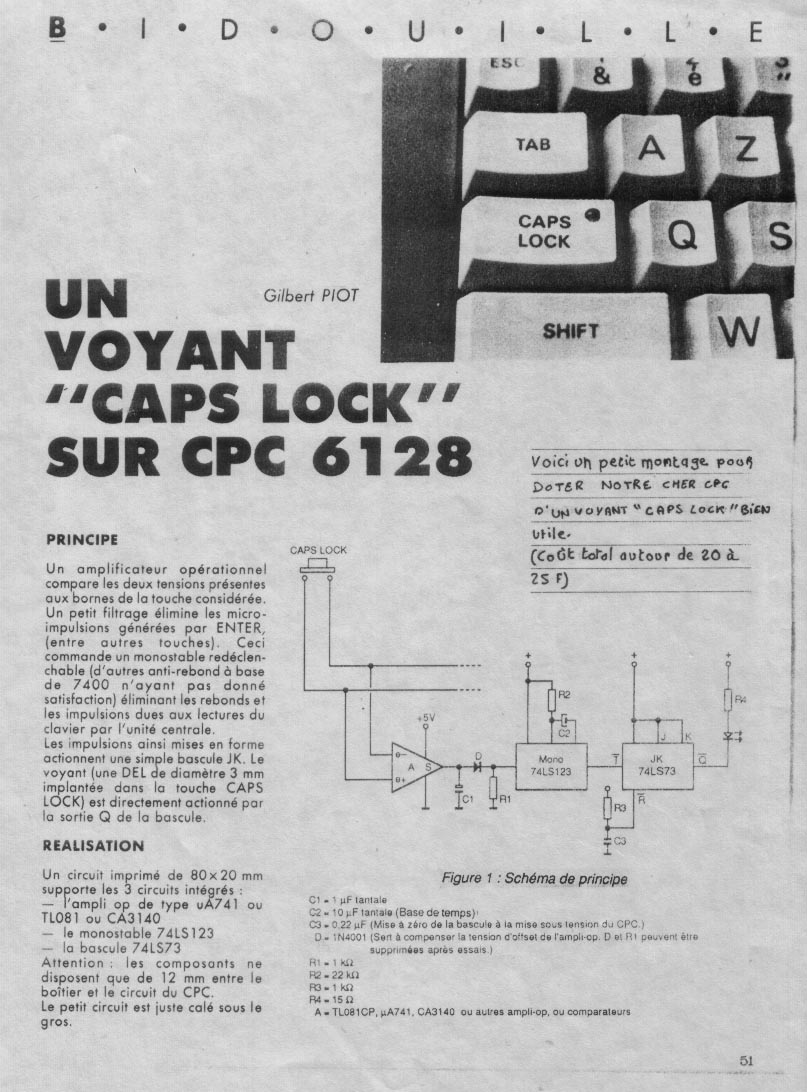 B • I • D • O • U • I • L • L • E
ESC & è "
TAB A Z
CAPS LOCK Q S
SHIFT W
Gilbert PIOT
UN
VOYANT
"CAPS LOCK"
SUR CPC 6128
Voici un petit montage pour
DOTER NOTRE CHER CPC
D'UN VOYANT "CAPS LOCK" BIEN
utile.
(Coût total autour de 20 à
25 F)
PRINCIPE
Un amplificateur opérationnel
compare les deux tensions présentes
aux bornes de la touche considérée.
Un petit filtrage élimine les micro-
impulsions générées par ENTER,
(entre autres touches). Ceci
commande un monostable redéclen-
chable (d'autres anti-rebond à base
de 7400 n'ayant pas donné
satisfaction) éliminant les rebonds et
les impulsions dues aux lectures du
clavier par l'unité centrale.
Les impulsions ainsi mises en forme
actionnent une simple bascule JK. Le
voyant (une DEL de diamètre 3 mm
implantée dans la touche CAPS
LOCK) est directement actionné par
la sortie Q de la bascule.
REALISATION
Un circuit imprimé de 80×20 mm
supporte les 3 circuits intégrés :
— l'ampli op de type uA741 ou
TL081 ou CA3140
— le monostable 74LS123
— la bascule 74LS73
Attention : les composants ne
disposent que de 12 mm entre le
boîtier et le circuit du CPC.
Le petit circuit est juste calé sous le
gros.
CAPS LOCK
+ + +
R2
C2
R4
+5V
e-
A S
e+
D
C1
R1
Mono
74LS123
T̅
J K
JK
74LS73
Q̅
R̅
R3
C3
Figure 1 : Schéma de principe
C1 = 1 µF tantale
C2 = 10 µF tantale (Base de temps)
C3 = 0,22 µF (Mise à zéro de la bascule à la mise sous tension du CPC.)
D = 1N4001 (Sert à compenser la tension d'offset de l'ampli-op. D et R1 peuvent être
supprimées après essais.)
R1 = 1 kΩ
R2 = 22 kΩ
R3 = 1 kΩ
R4 = 15 Ω
A = TL081CP, µA741, CA3140 ou autres ampli-op, ou comparateurs
51